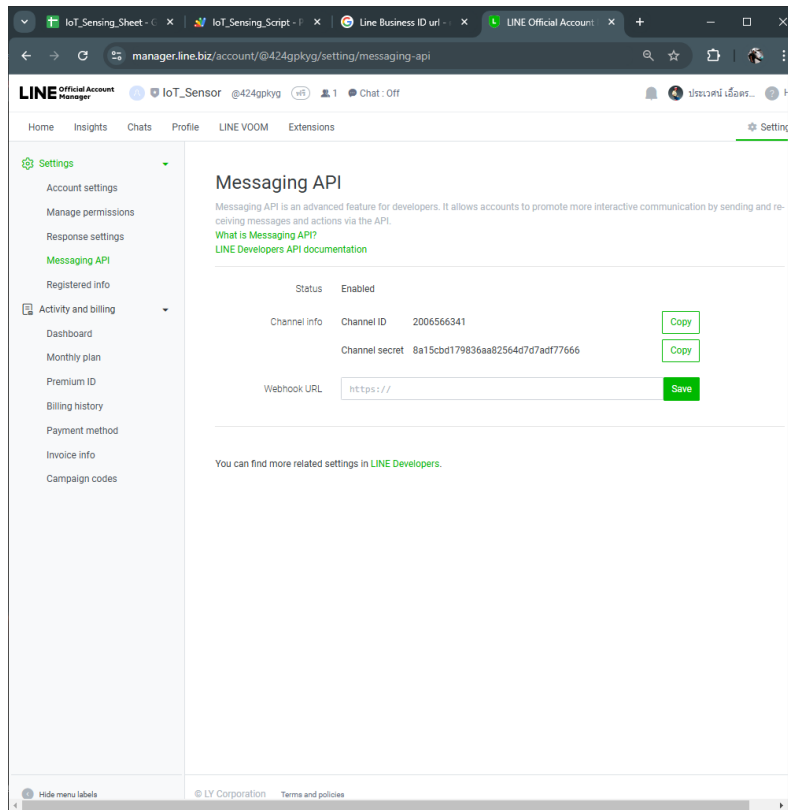 IoT_Sensing_Sheet - G
IoT_Sensing_Script - P
Line Business ID url -
LINE Official Account
manager.line.biz/account/@424gpkyg/setting/messaging-api
LINE Official Account Manager
IoT_Sensor @424gpkyg ฟรี 1 Chat : Off
ประเวศน์ เอื้อตร... ? H
Home Insights Chats Profile LINE VOOM Extensions Setting
Settings
Account settings
Manage permissions
Response settings
Messaging API
Registered info
Activity and billing
Dashboard
Monthly plan
Premium ID
Billing history
Payment method
Invoice info
Campaign codes
Messaging API
Messaging API is an advanced feature for developers. It allows accounts to promote more interactive communication by sending and re-
ceiving messages and actions via the API.
What is Messaging API?
LINE Developers API documentation
Status Enabled
Channel info Channel ID 2006566341 Copy
Channel secret 8a15cbd179836aa82564d7d7adf77666 Copy
Webhook URL https:// Save
You can find more related settings in LINE Developers.
Hide menu labels
© LY Corporation Terms and policies